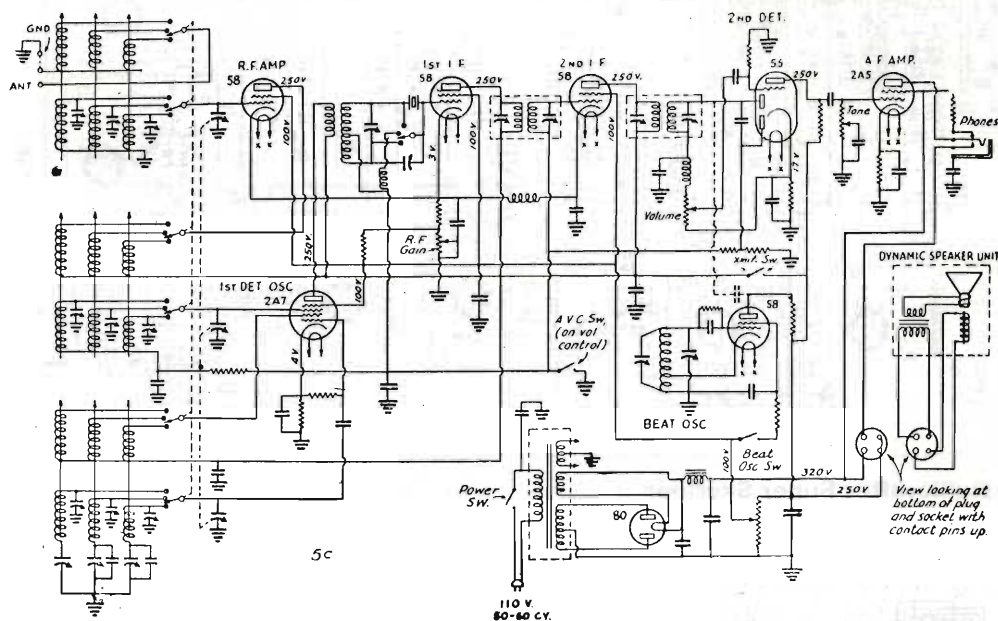 GND
ANT
R.F. AMP.
58
250V
100V
x x
1ST I F.
58
250V
3V
100V
2ND I F.
58
250V.
100V
x x
2ND DET.
55
250V
17V
A F AMP.
2A5
Tone
x x
Phones
Volume
R.F
Gain
xmit. Sw.
250V.
100V
1ST DET OSC
2A7
4V
A V C Sw.
(on vol
control)
58
x x
BEAT OSC
Beat
Osc Sw
DYNAMIC SPEAKER UNIT
Power
Sw.
80
100V
320V
250V.
View looking at
bottom of plug
and socket with
contact pins up.
5c
110 V.
50-60 CY.